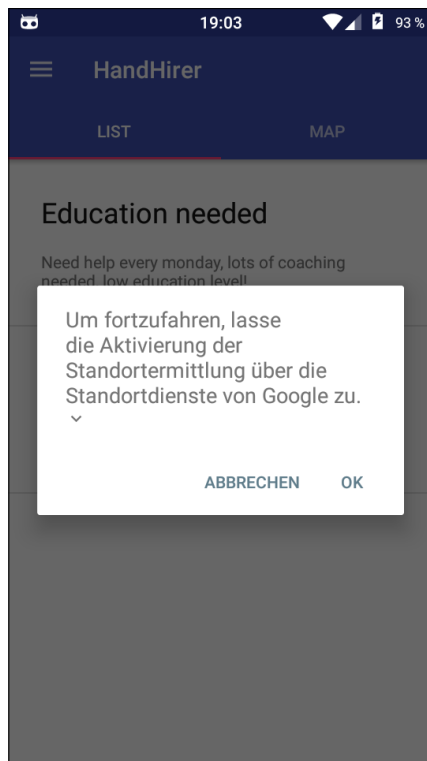 19:03 93 %
HandHirer
LIST MAP
Education needed
Need help every monday, lots of coaching
needed, low education level!
Um fortzufahren, lasse
die Aktivierung der
Standortermittlung über die
Standortdienste von Google zu.
ABBRECHEN OK